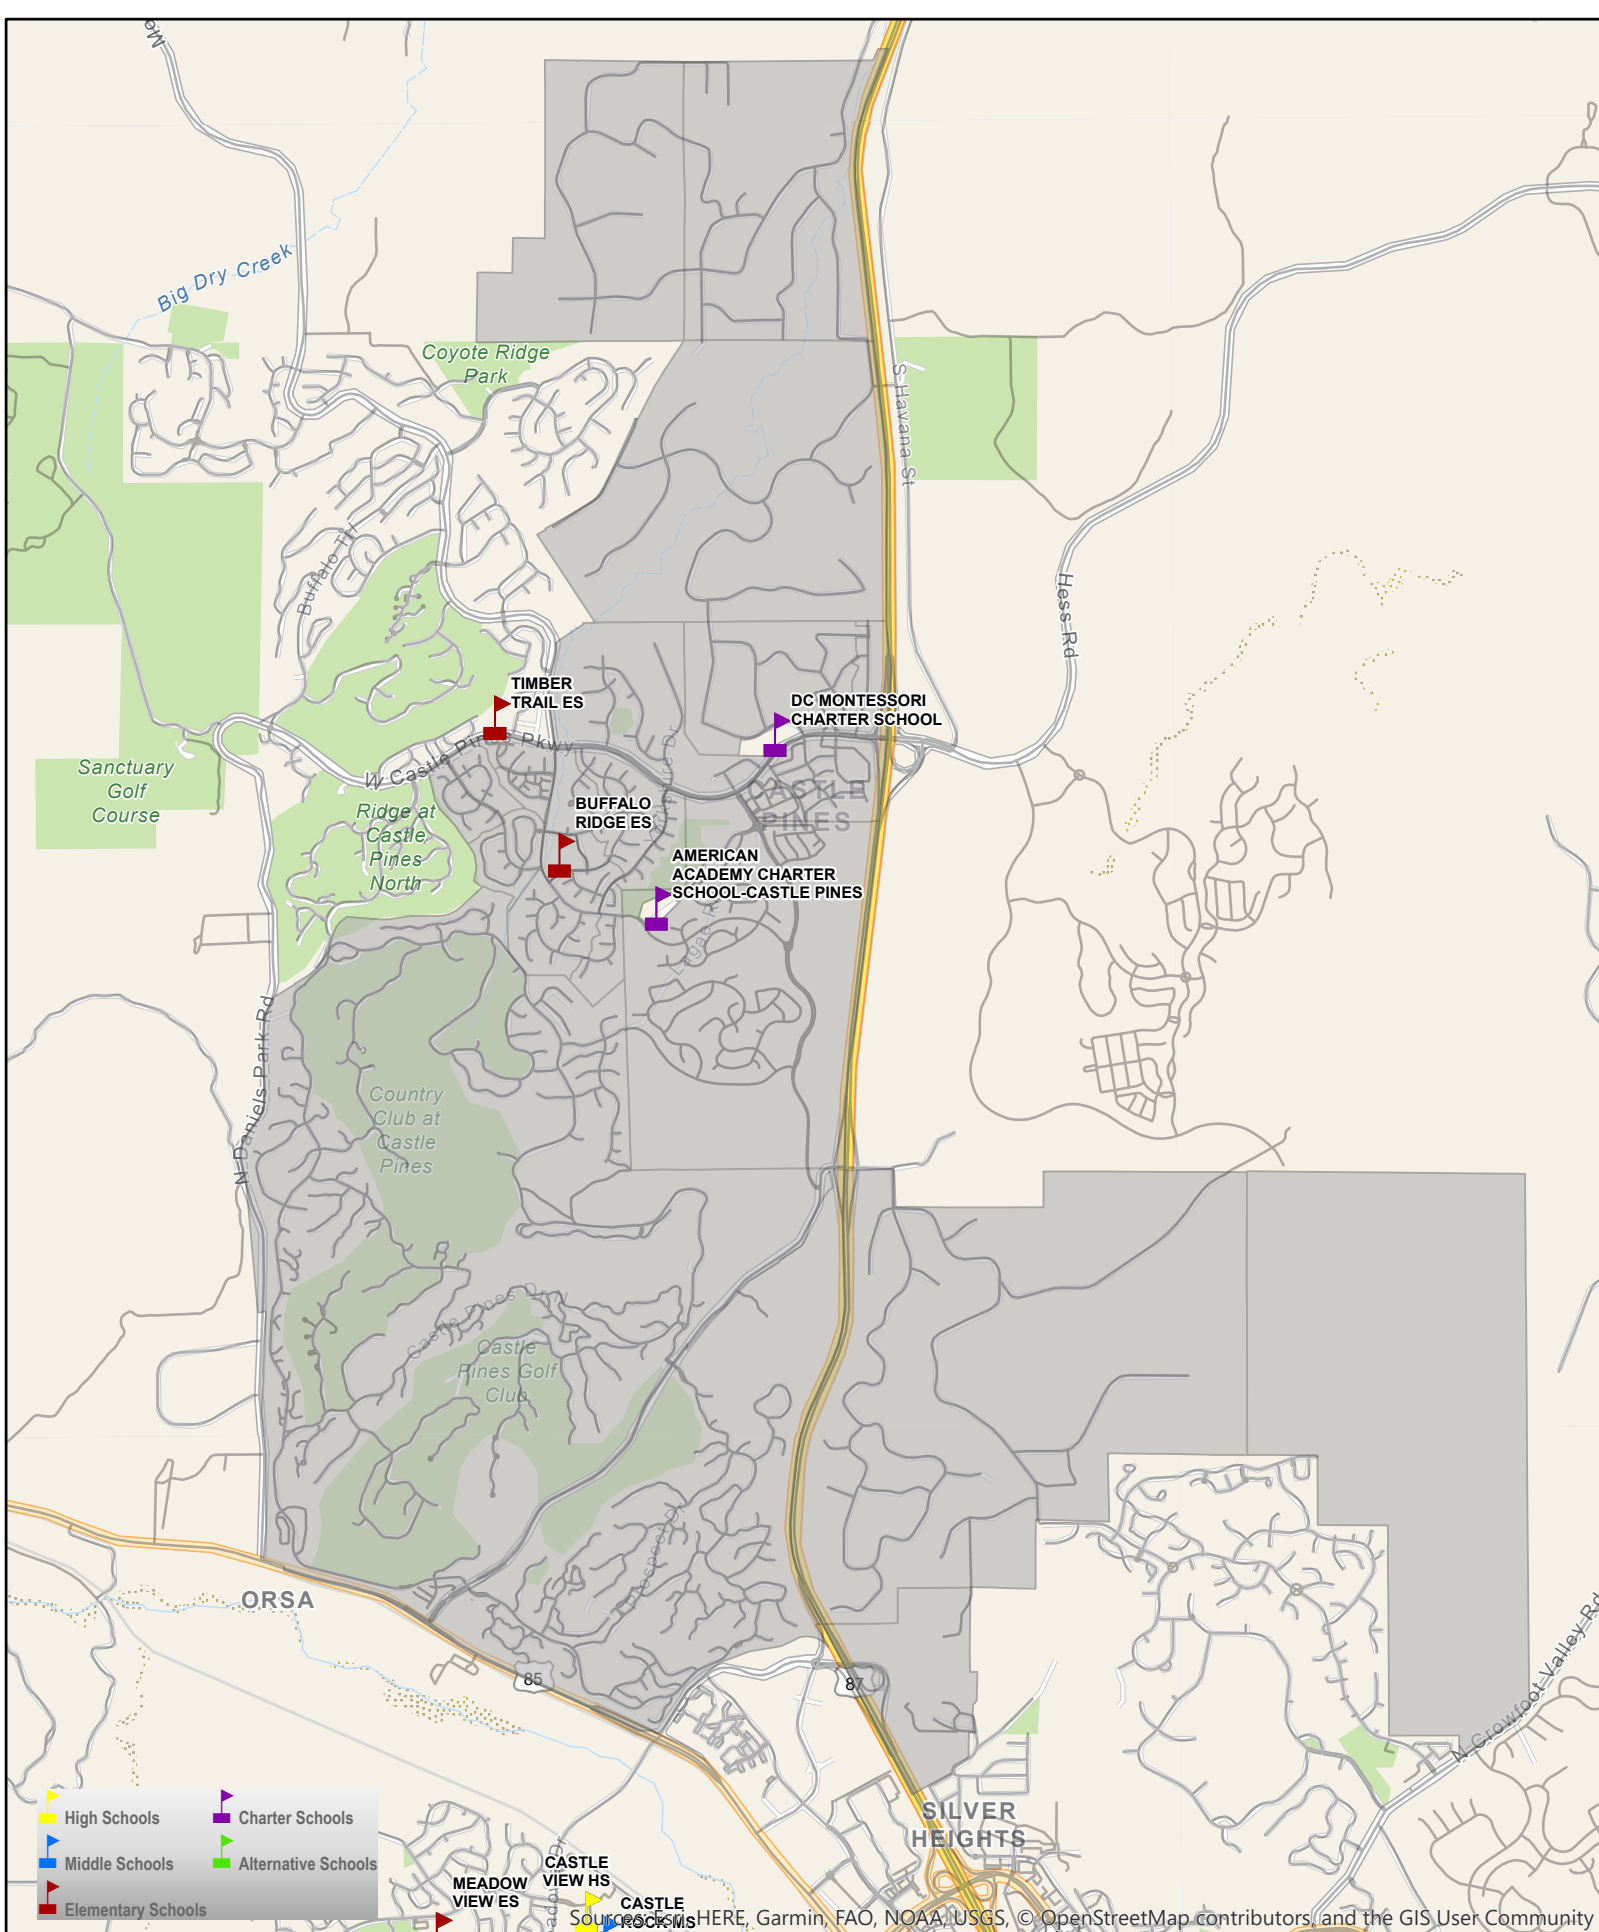 Big Dry Creek
Coyote Ridge
Park
S Havana St
Buffalo Trl
Hess Rd
TIMBER
TRAIL ES
DC MONTESSORI
CHARTER SCHOOL
W Castle Pines Pkwy
Sanctuary
Golf
Course
Ridge at
Castle
Pines
North
CASTLE
PINES
BUFFALO
RIDGE ES
AMERICAN
ACADEMY CHARTER
SCHOOL-CASTLE PINES
N Daniels Park Rd
Country
Club at
Castle
Pines
Castle Pines Dr N
Castle
Pines Golf
Club
Prospect Dr
ORSA
85
87
N Crowfoot Valley Rd
SILVER
HEIGHTS
High Schools
Charter Schools
Middle Schools
Alternative Schools
Elementary Schools
MEADOW
VIEW ES
CASTLE
VIEW HS
CASTLE
ROCK MS
Sources: Esri, HERE, Garmin, FAO, NOAA, USGS, © OpenStreetMap contributors, and the GIS User Community